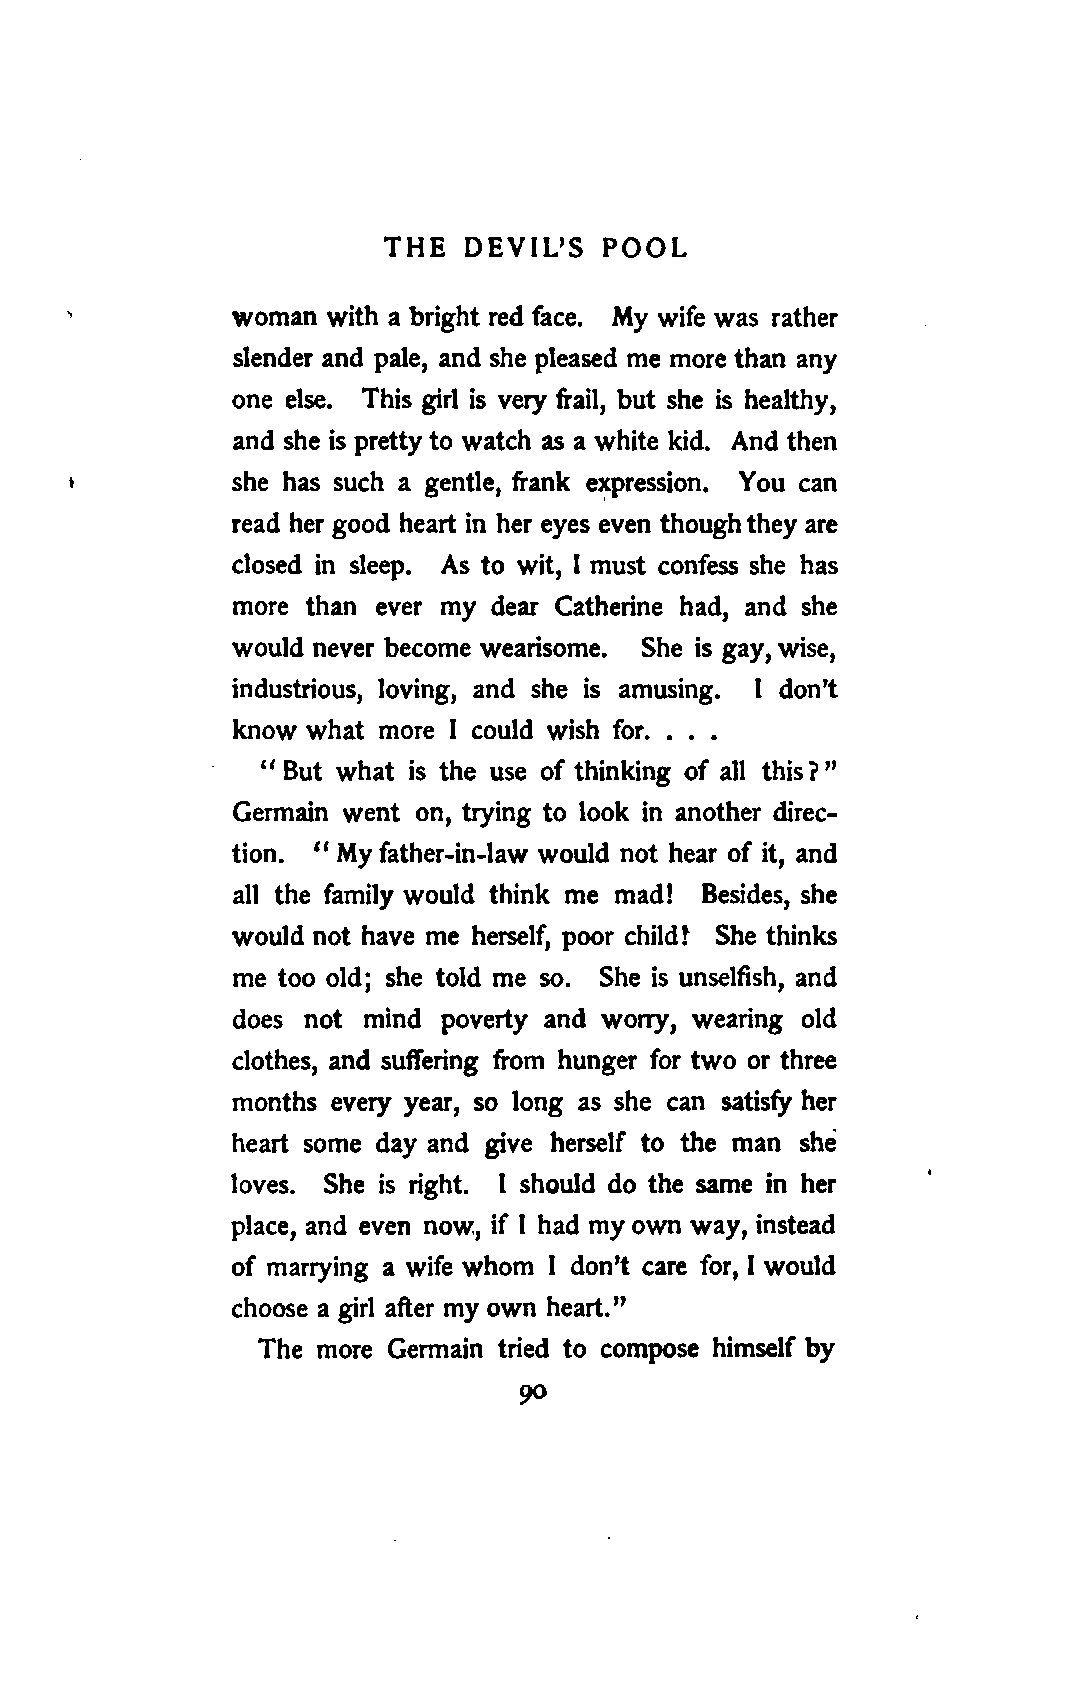 THE DEVIL'S POOL
woman with a bright red face. My wife was rather
slender and pale, and she pleased me more than any
one else. This girl is very frail, but she is healthy,
and she is pretty to watch as a white kid. And then
she has such a gentle, frank expression. You can
read her good heart in her eyes even though they are
closed in sleep. As to wit, I must confess she has
more than ever my dear Catherine had, and she
would never become wearisome. She is gay, wise,
industrious, loving, and she is amusing. I don't
know what more I could wish for. . . .
"But what is the use of thinking of all this?"
Germain went on, trying to look in another direc-
tion. "My father-in-law would not hear of it, and
all the family would think me mad! Besides, she
would not have me herself, poor child! She thinks
me too old; she told me so. She is unselfish, and
does not mind poverty and worry, wearing old
clothes, and suffering from hunger for two or three
months every year, so long as she can satisfy her
heart some day and give herself to the man she
loves. She is right. I should do the same in her
place, and even now, if I had my own way, instead
of marrying a wife whom I don't care for, I would
choose a girl after my own heart."
The more Germain tried to compose himself by
90